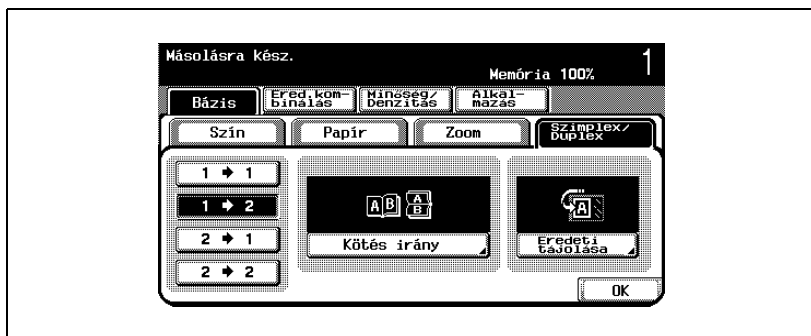 Másolásra kész.
Memória 100%
1
Bázis
Ered.kom-
binálás
Minőség/
Denzitás
Alkal-
mazás
Szín
Papír
Zoom
Szimplex/
Duplex
1 → 1
1 → 2
2 → 1
2 → 2
A B
A
B
Kötés irány
A
Eredeti
tájolása
OK